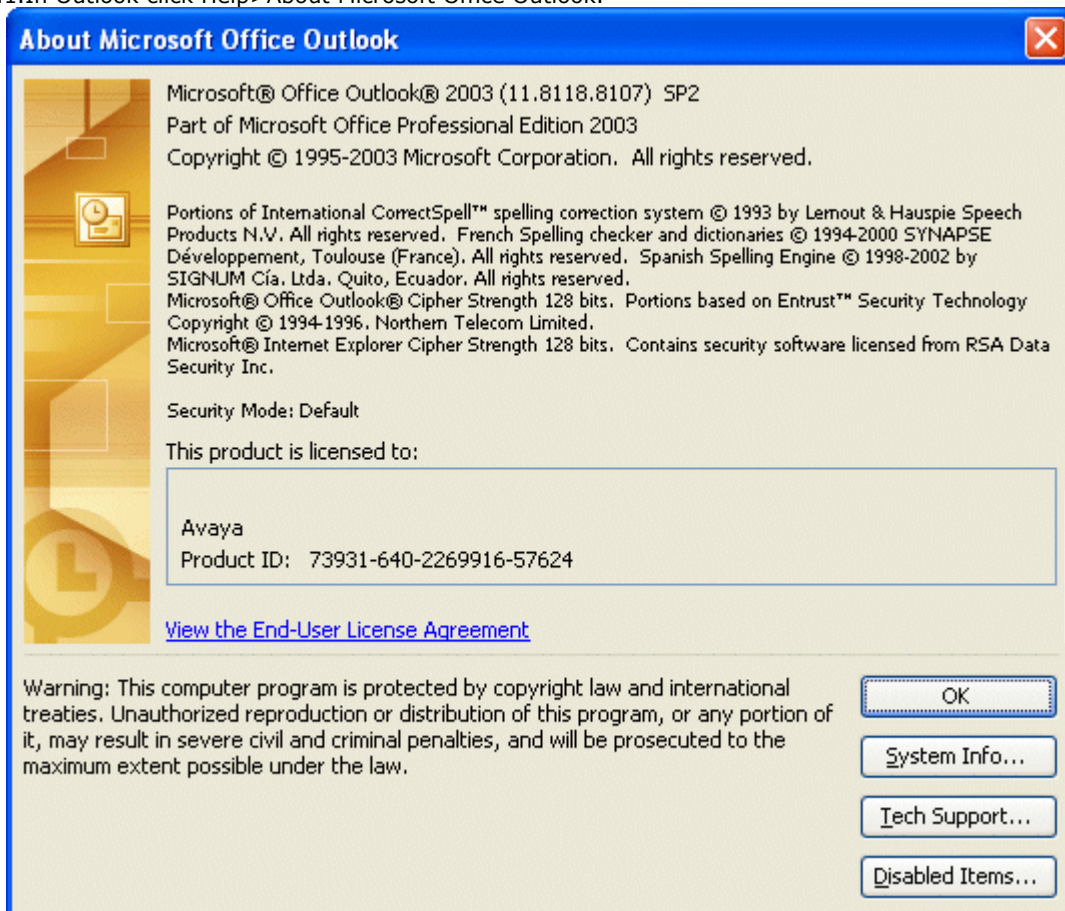 1.In Outlook click Help>About Microsoft Office Outlook.
About Microsoft Office Outlook
Microsoft® Office Outlook® 2003 (11.8118.8107) SP2
Part of Microsoft Office Professional Edition 2003
Copyright © 1995-2003 Microsoft Corporation. All rights reserved.
Portions of International CorrectSpell™ spelling correction system © 1993 by Lernout & Hauspie Speech
Products N.V. All rights reserved. French Spelling checker and dictionaries © 1994-2000 SYNAPSE
Développement, Toulouse (France). All rights reserved. Spanish Spelling Engine © 1998-2002 by
SIGNUM Cía. Ltda. Quito, Ecuador. All rights reserved.
Microsoft® Office Outlook® Cipher Strength 128 bits. Portions based on Entrust™ Security Technology
Copyright © 1994-1996. Northern Telecom Limited.
Microsoft® Internet Explorer Cipher Strength 128 bits. Contains security software licensed from RSA Data
Security Inc.
Security Mode: Default
This product is licensed to:
Avaya
Product ID: 73931-640-2269916-57624
View the End-User License Agreement
Warning: This computer program is protected by copyright law and international
treaties. Unauthorized reproduction or distribution of this program, or any portion of
it, may result in severe civil and criminal penalties, and will be prosecuted to the
maximum extent possible under the law.
OK
System Info...
Tech Support...
Disabled Items...